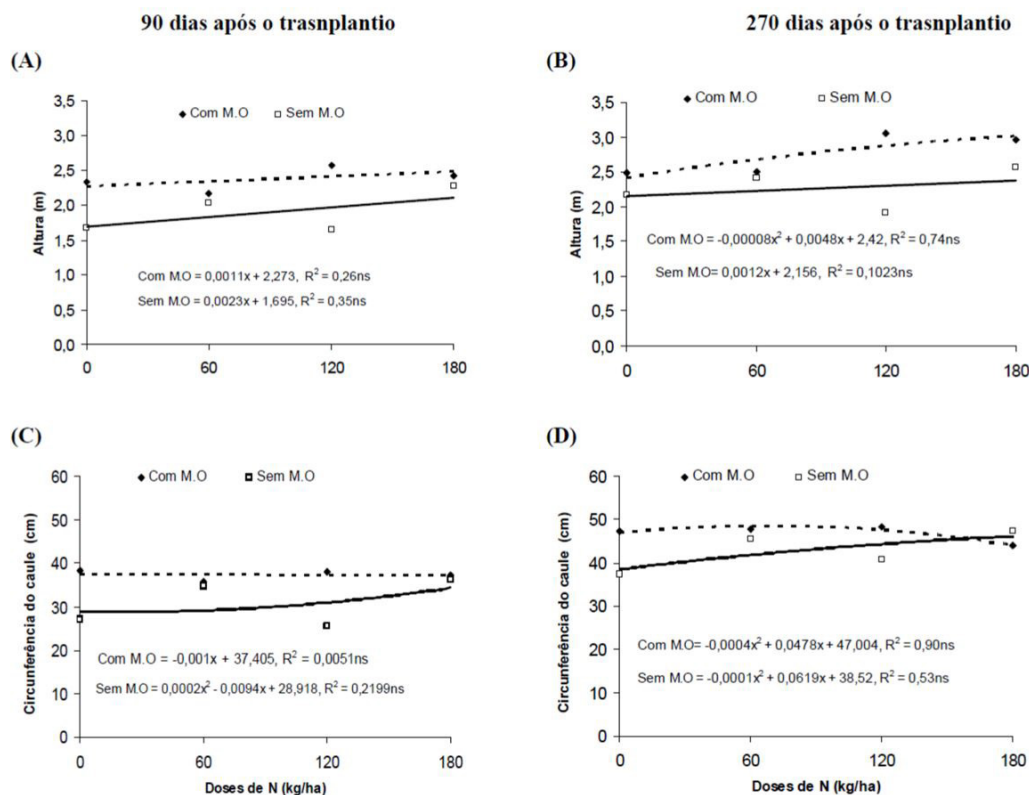 90 dias após o trasnplantio
270 dias após o trasnplantio
(A)
Altura (m)
3,5
3,0
2,5
2,0
1,5
1,0
0,5
0,0
Com M.O
Sem M.O
Com M.O = 0,0011x + 2,273, R² = 0,26ns
Sem M.O = 0,0023x + 1,695, R² = 0,35ns
0
60
120
180
(B)
Altura (m)
3,5
3,0
2,5
2,0
1,5
1,0
0,5
0,0
Com M.O
Sem M.O
Com M.O = -0,00008x² + 0,0048x + 2,42, R² = 0,74ns
Sem M.O= 0,0012x + 2,156, R² = 0,1023ns
0
60
120
180
(C)
Circunferência do caule (cm)
60
50
40
30
20
10
0
Com M.O
Sem M.O
Com M.O = -0,001x + 37,405, R² = 0,0051ns
Sem M.O = 0,0002x² - 0,0094x + 28,918, R² = 0,2199ns
0
60
120
180
Doses de N (kg/ha)
(D)
Circunferência do caule (cm)
60
50
40
30
20
10
0
Com M.O
Sem M.O
Com M.O= -0,0004x² + 0,0478x + 47,004, R² = 0,90ns
Sem M.O = -0,0001x² + 0,0619x + 38,52, R² = 0,53ns
0
60
120
180
Doses de N (kg/ha)